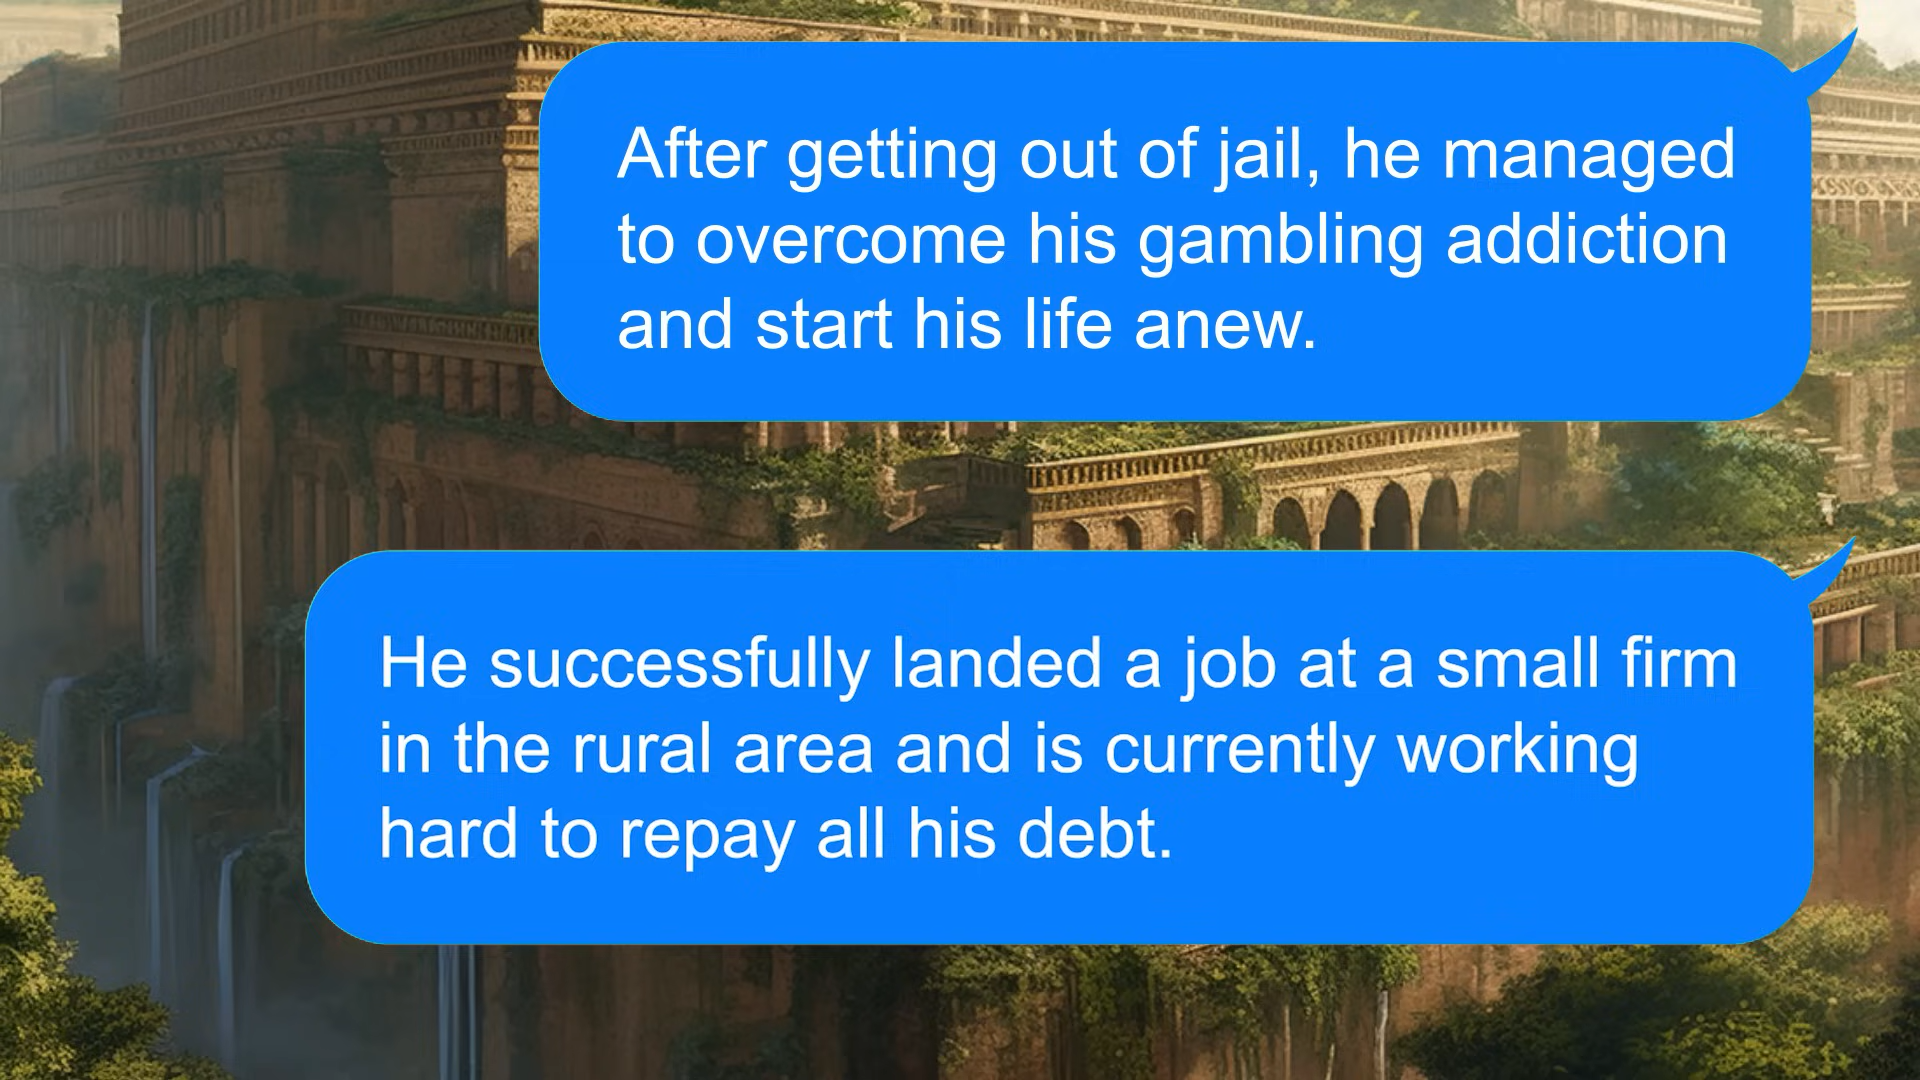 After getting out of jail, he managed
to overcome his gambling addiction
and start his life anew.
He successfully landed a job at a small firm
in the rural area and is currently working
hard to repay all his debt.